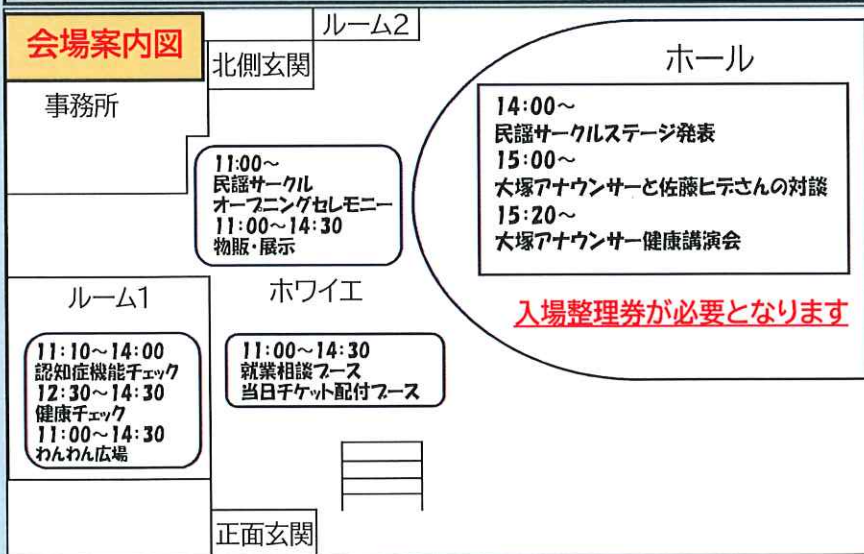 会場案内図
ルーム2
北側玄関
事務所
11:00～
民謡サークル
オープニングセレモニー
11:00～14:30
物販・展示
ホール
14:00～
民謡サークルステージ発表
15:00～
大塚アナウンサーと佐藤ヒデさんの対談
15:20～
大塚アナウンサー健康講演会
入場整理券が必要となります
ルーム1
11:10～14:00
認知症機能チェック
12:30～14:30
健康チェック
11:00～14:30
わんわん広場
ホワイエ
11:00～14:30
就業相談ブース
当日チケット配付ブース
正面玄関